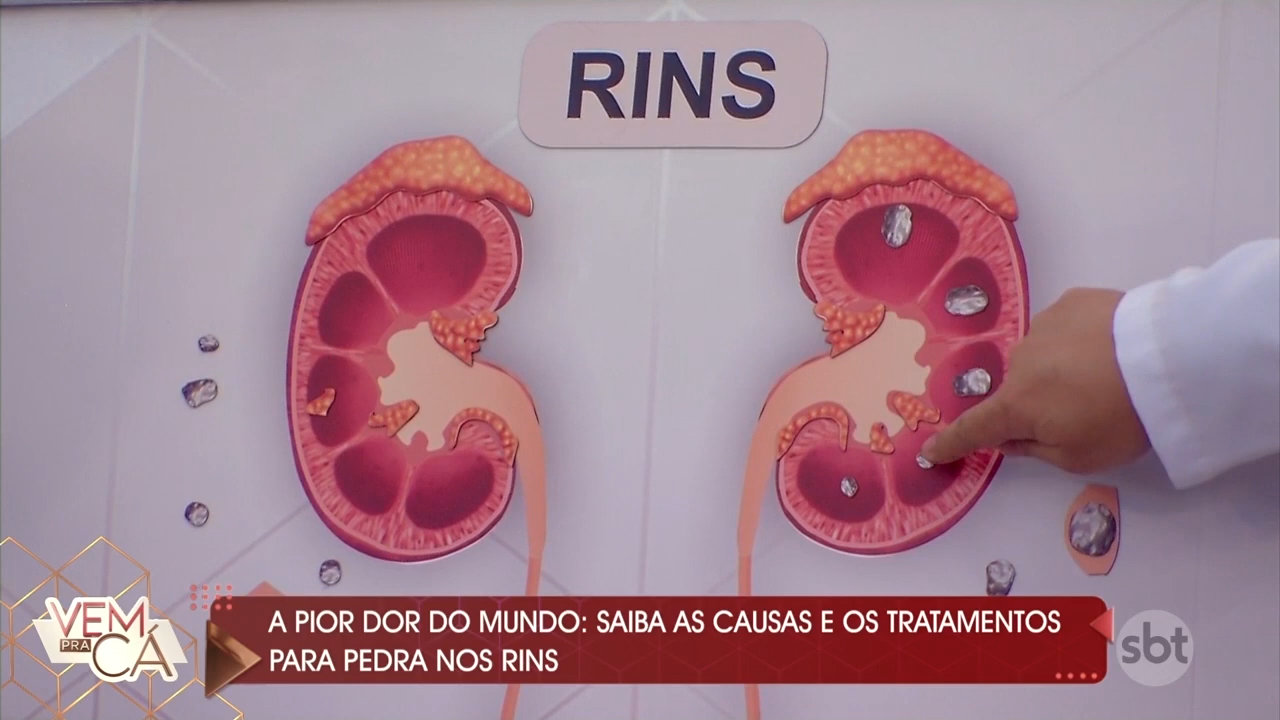 RINS
A PIOR DOR DO MUNDO: SAIBA AS CAUSAS E OS TRATAMENTOS
PARA PEDRA NOS RINS
VEM
PRA
CÁ
sbt